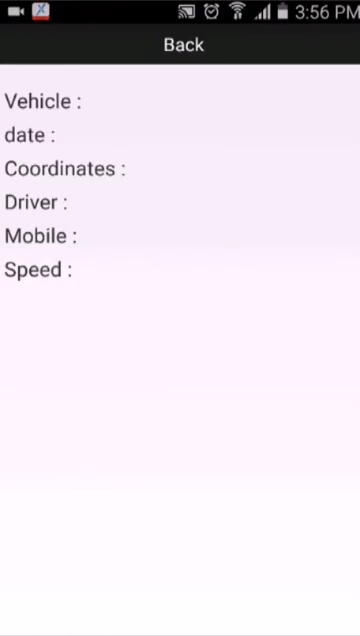 3:56 PM
Back
Vehicle :
date :
Coordinates :
Driver :
Mobile :
Speed :